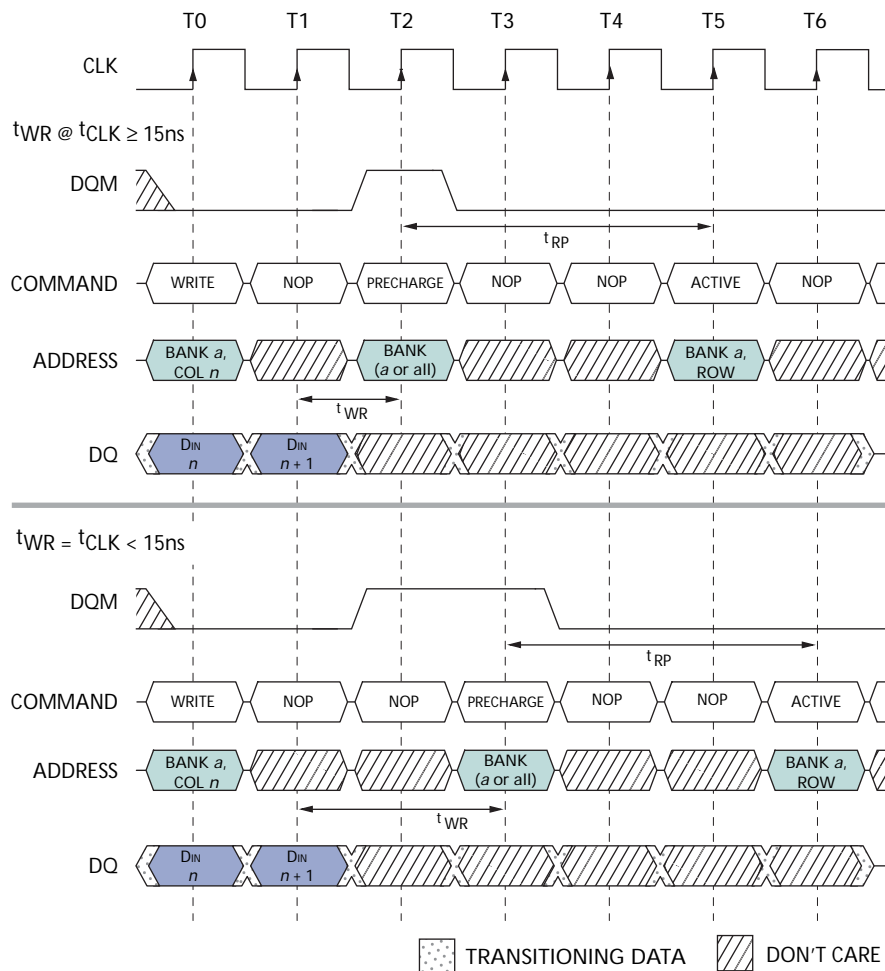 T0 T1 T2 T3 T4 T5 T6
CLK
tWR @ tCLK ≥ 15ns
DQM
tRP
COMMAND WRITE NOP PRECHARGE NOP NOP ACTIVE NOP
ADDRESS BANK a, COL n BANK (a or all) BANK a, ROW
tWR
DQ DIN n DIN n + 1
tWR = tCLK < 15ns
DQM
tRP
COMMAND WRITE NOP NOP PRECHARGE NOP NOP ACTIVE
ADDRESS BANK a, COL n BANK (a or all) BANK a, ROW
tWR
DQ DIN n DIN n + 1
TRANSITIONING DATA DON'T CARE